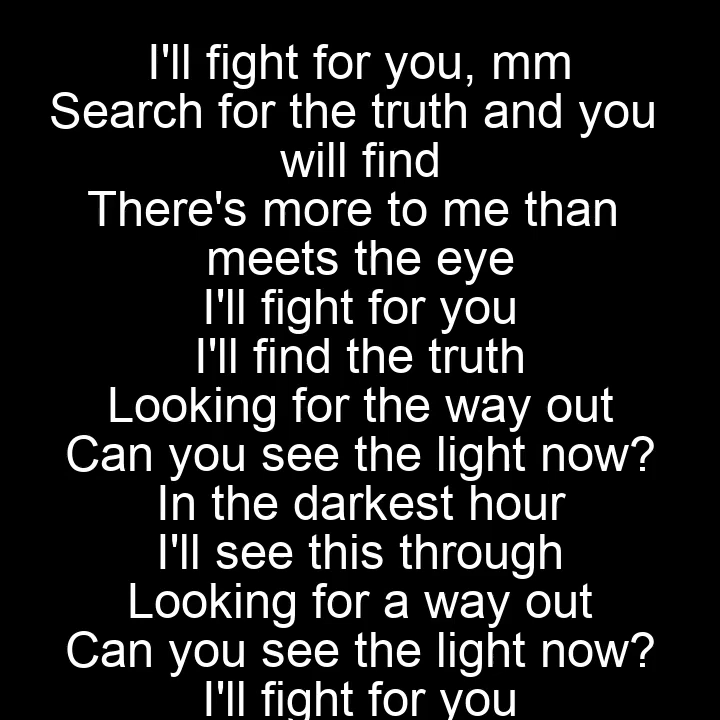 I'll fight for you, mm
Search for the truth and you
will find
There's more to me than
meets the eye
I'll fight for you
I'll find the truth
Looking for the way out
Can you see the light now?
In the darkest hour
I'll see this through
Looking for a way out
Can you see the light now?
I'll fight for you